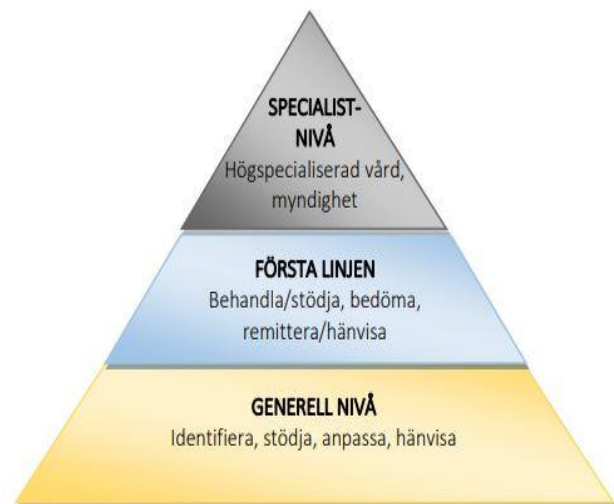 SPECIALIST-
NIVÅ
Högspecialiserad vård,
myndighet
FÖRSTA LINJEN
Behandla/stödja, bedöma,
remittera/hänvisa
GENERELL NIVÅ
Identifiera, stödja, anpassa, hänvisa